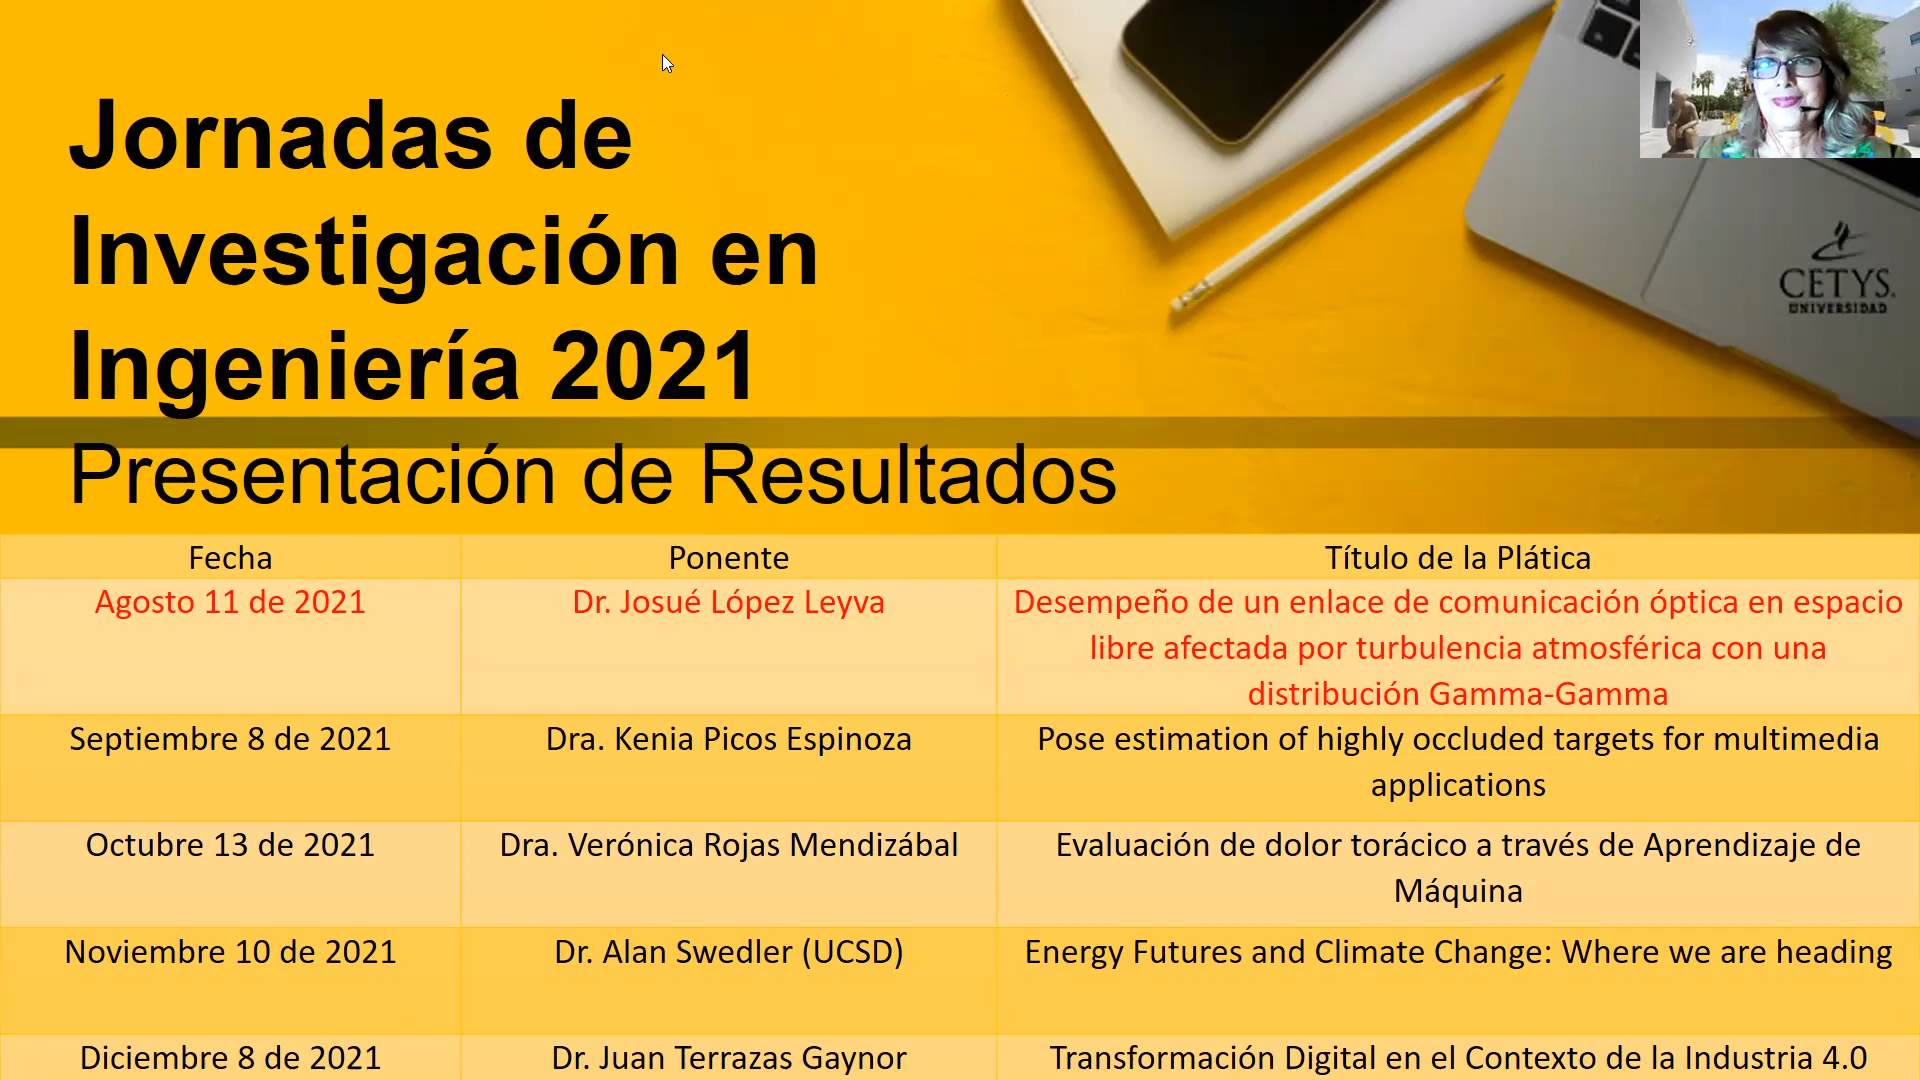 Jornadas de
Investigación en
Ingeniería 2021
Presentación de Resultados
CETYS
UNIVERSIDAD
Fecha Ponente Título de la Plática
Agosto 11 de 2021 Dr. Josué López Leyva Desempeño de un enlace de comunicación óptica en espacio
libre afectada por turbulencia atmosférica con una
distribución Gamma-Gamma
Septiembre 8 de 2021 Dra. Kenia Picos Espinoza Pose estimation of highly occluded targets for multimedia
applications
Octubre 13 de 2021 Dra. Verónica Rojas Mendizábal Evaluación de dolor torácico a través de Aprendizaje de
Máquina
Noviembre 10 de 2021 Dr. Alan Swedler (UCSD) Energy Futures and Climate Change: Where we are heading
Diciembre 8 de 2021 Dr. Juan Terrazas Gaynor Transformación Digital en el Contexto de la Industria 4.0